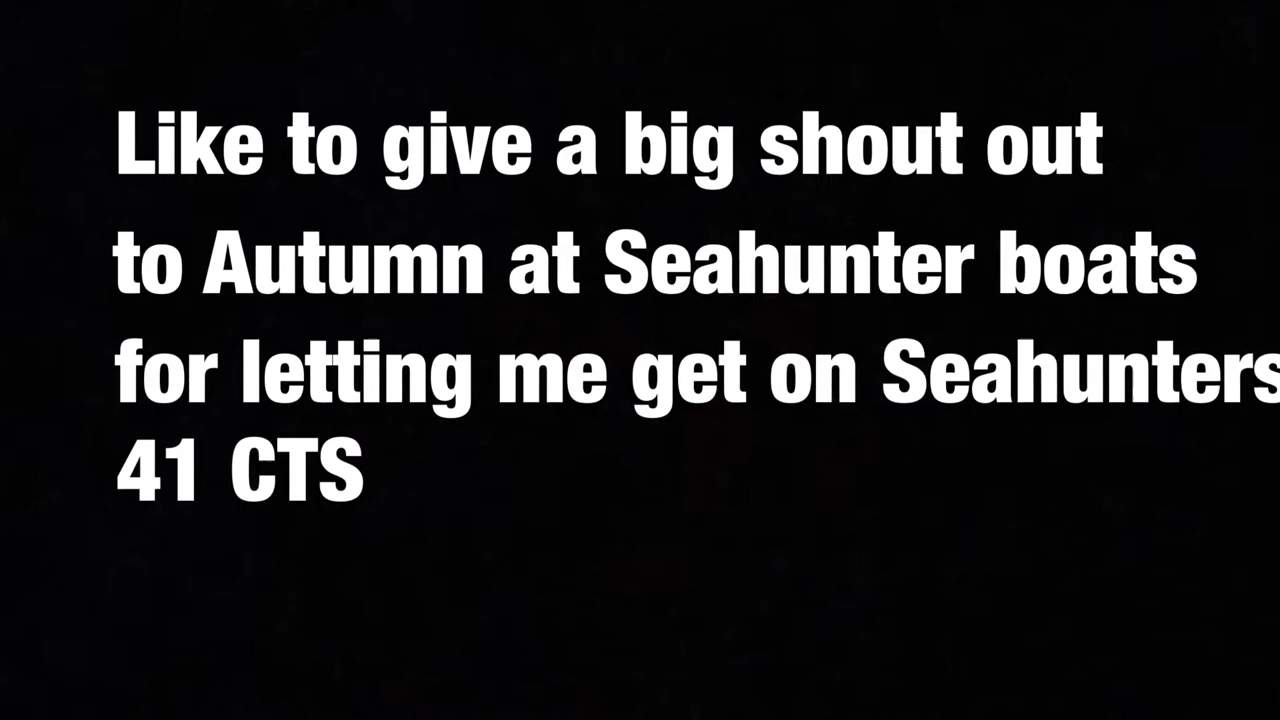 Like to give a big shout out
to Autumn at Seahunter boats
for letting me get on Seahunters
41 CTS